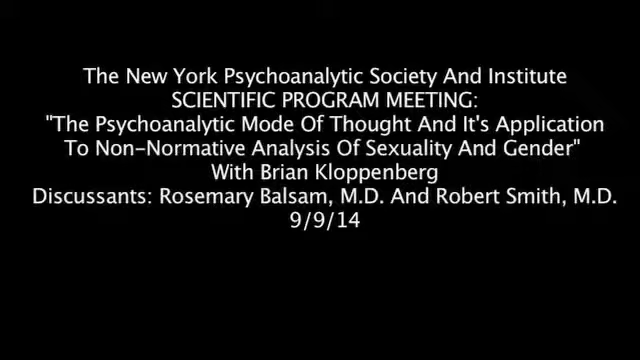 The New York Psychoanalytic Society And Institute
SCIENTIFIC PROGRAM MEETING:
"The Psychoanalytic Mode Of Thought And It's Application
To Non-Normative Analysis Of Sexuality And Gender"
With Brian Kloppenberg
Discussants: Rosemary Balsam, M.D. And Robert Smith, M.D.
9/9/14